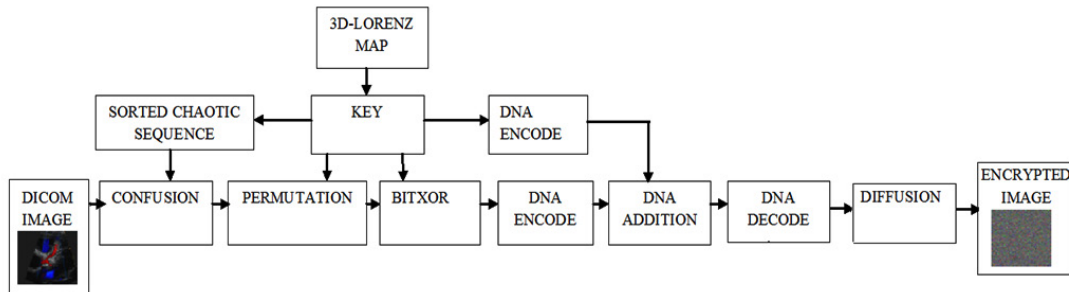 3D-LORENZ
MAP
SORTED CHAOTIC
SEQUENCE
KEY
DNA
ENCODE
DICOM
IMAGE
CONFUSION
PERMUTATION
BITXOR
DNA
ENCODE
DNA
ADDITION
DNA
DECODE
DIFFUSION
ENCRYPTED
IMAGE